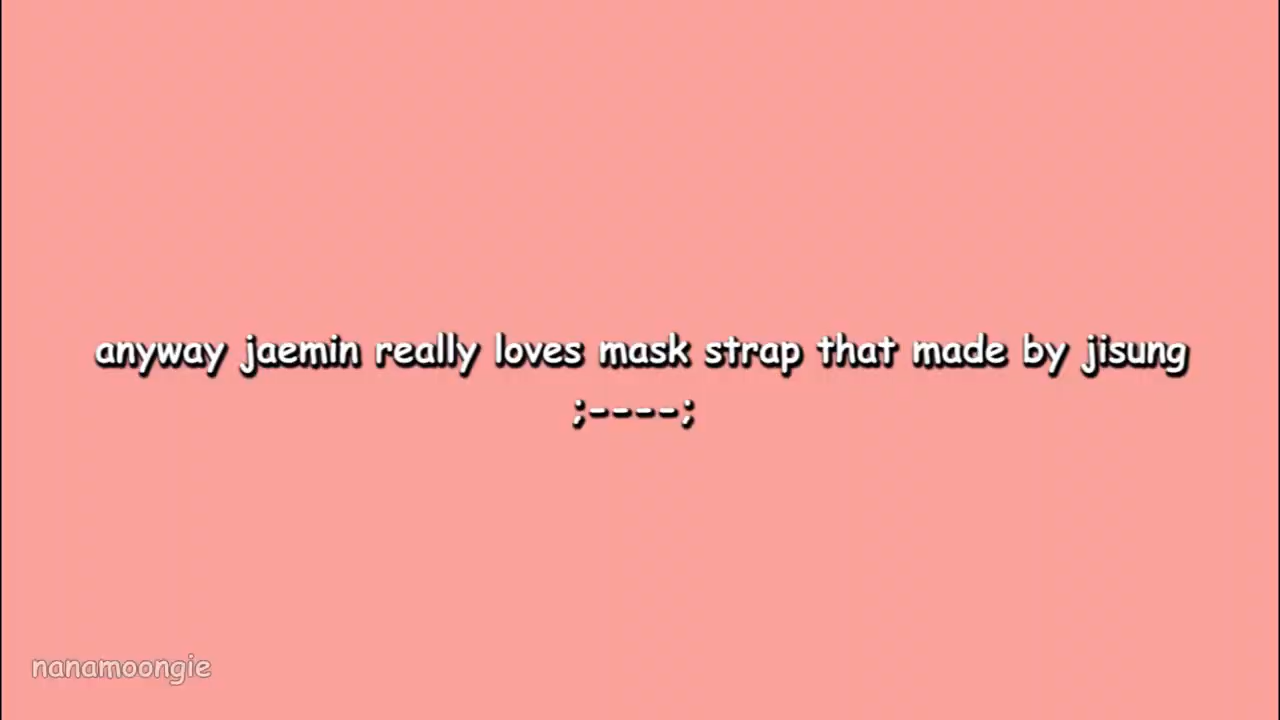 anyway jaemin really loves mask strap that made by jisung
;----;
nanamoongie